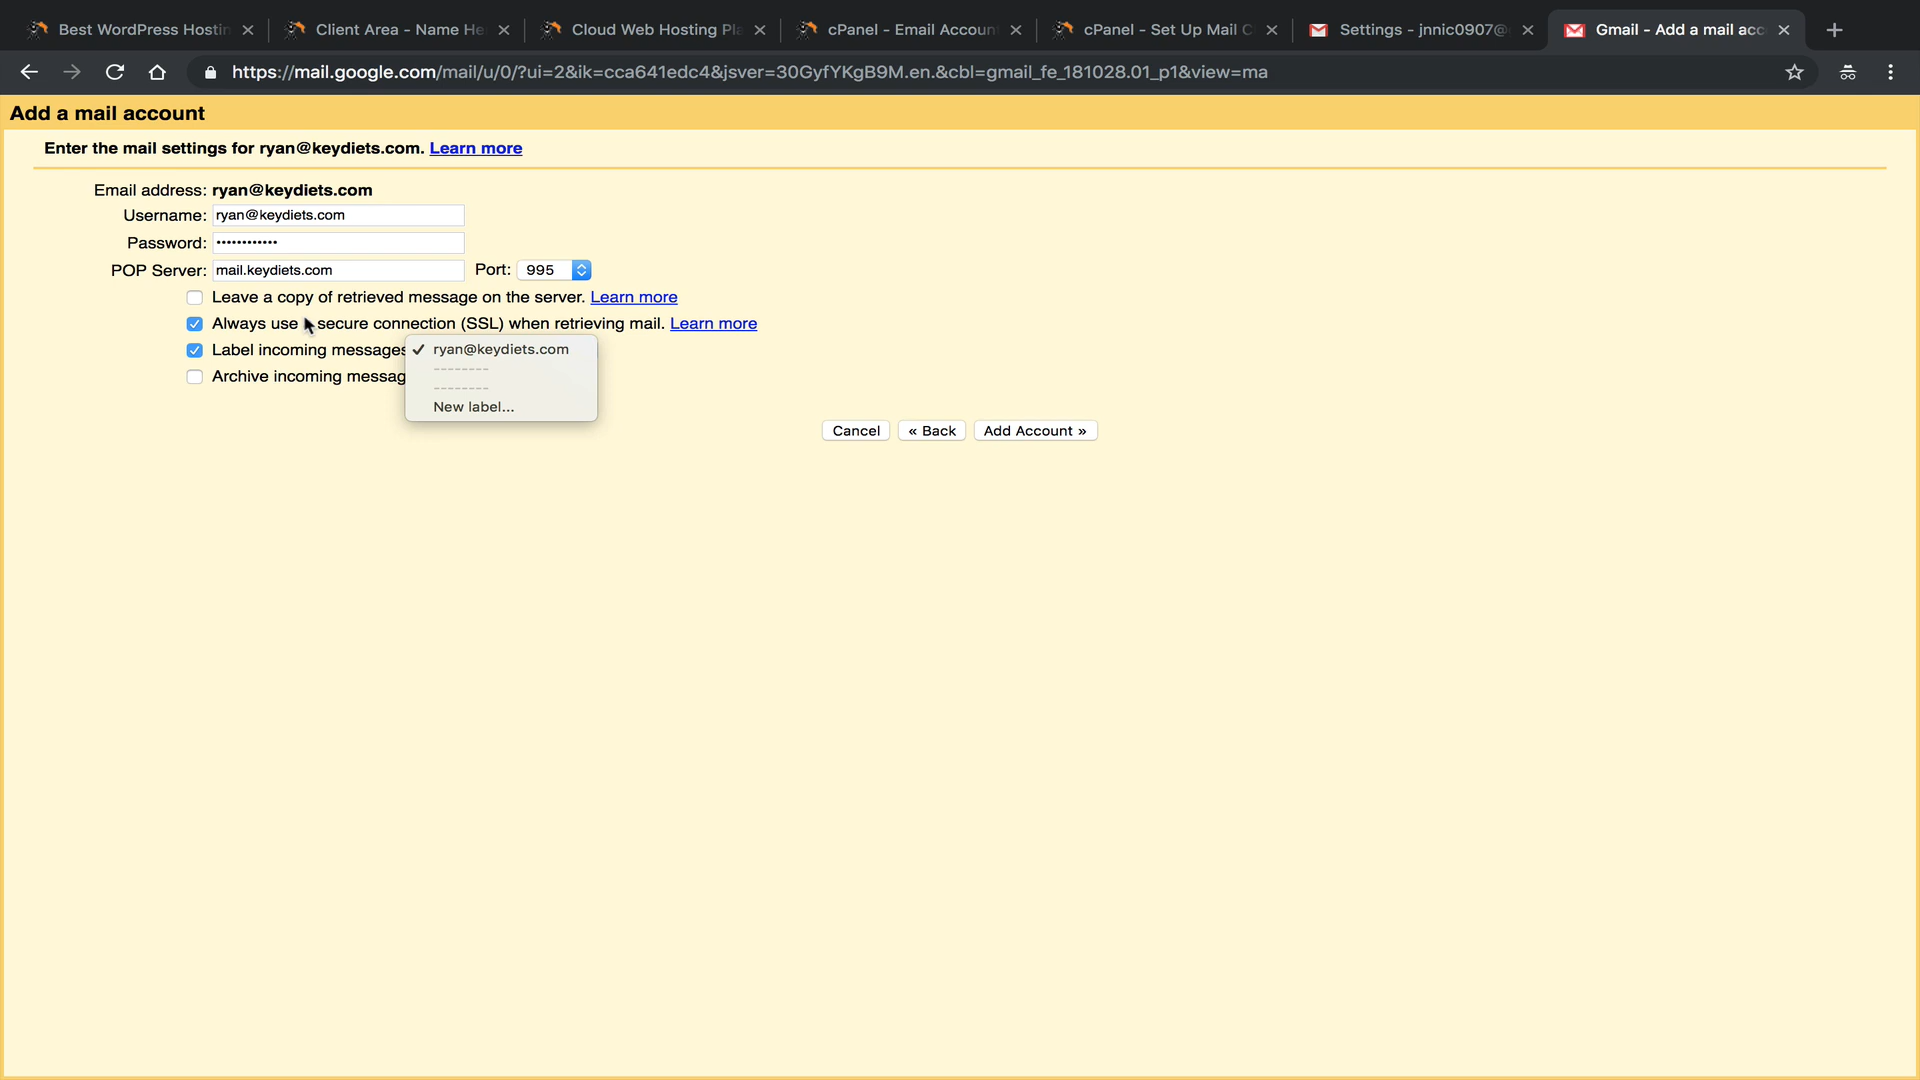 Best WordPress Hostin
Client Area - Name He
Cloud Web Hosting Pla
cPanel - Email Accoun
cPanel - Set Up Mail C
Settings - jnnic0907@
Gmail - Add a mail acc
https://mail.google.com/mail/u/0/?ui=2&ik=cca641edc4&jsver=30GyfYKgB9M.en.&cbl=gmail_fe_181028.01_p1&view=ma
Add a mail account
Enter the mail settings for ryan@keydiets.com. Learn more
Email address: ryan@keydiets.com
Username: ryan@keydiets.com
Password: ••••••••••••
POP Server: mail.keydiets.com Port: 995
Leave a copy of retrieved message on the server. Learn more
Always use secure connection (SSL) when retrieving mail. Learn more
Label incoming messages
✓ ryan@keydiets.com
--------
Archive incoming messag
--------
New label...
Cancel « Back Add Account »